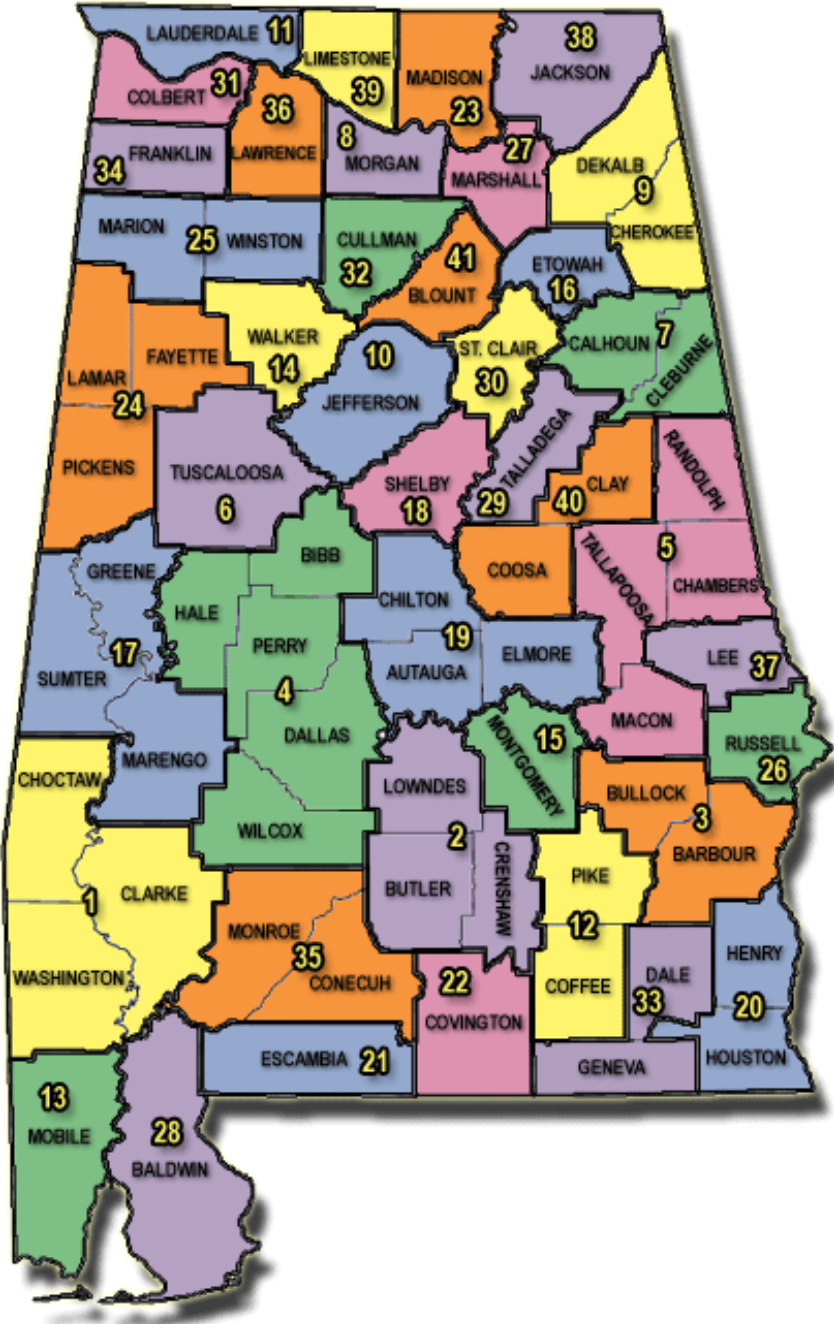 LAUDERDALE 11
LIMESTONE
39
MADISON
23
38
JACKSON
31
COLBERT
36
LAWRENCE
8
MORGAN
27
MARSHALL
DEKALB
9
CHEROKEE
34
FRANKLIN
MARION
25
WINSTON
CULLMAN
32
41
BLOUNT
ETOWAH
16
LAMAR
FAYETTE
24
PICKENS
WALKER
14
10
JEFFERSON
ST. CLAIR
30
CALHOUN
7
CLEBURNE
TUSCALOOSA
6
SHELBY
18
TALLADEGA
29
CLAY
40
COOSA
RANDOLPH
5
TALLAPOOSA
CHAMBERS
MACON
GREENE
17
SUMTER
MARENGO
BIBB
HALE
PERRY
4
DALLAS
WILCOX
CHILTON
19
AUTAUGA
ELMORE
LEE
37
RUSSELL
26
CHOCTAW
CLARKE
1
WASHINGTON
LOWNDES
2
BUTLER
CRENSHAW
15
MONTGOMERY
BULLOCK
3
BARBOUR
PIKE
12
COFFEE
MONROE
35
CONECUH
22
COVINGTON
DALE
33
GENEVA
HENRY
20
HOUSTON
ESCAMBIA 21
13
MOBILE
28
BALDWIN